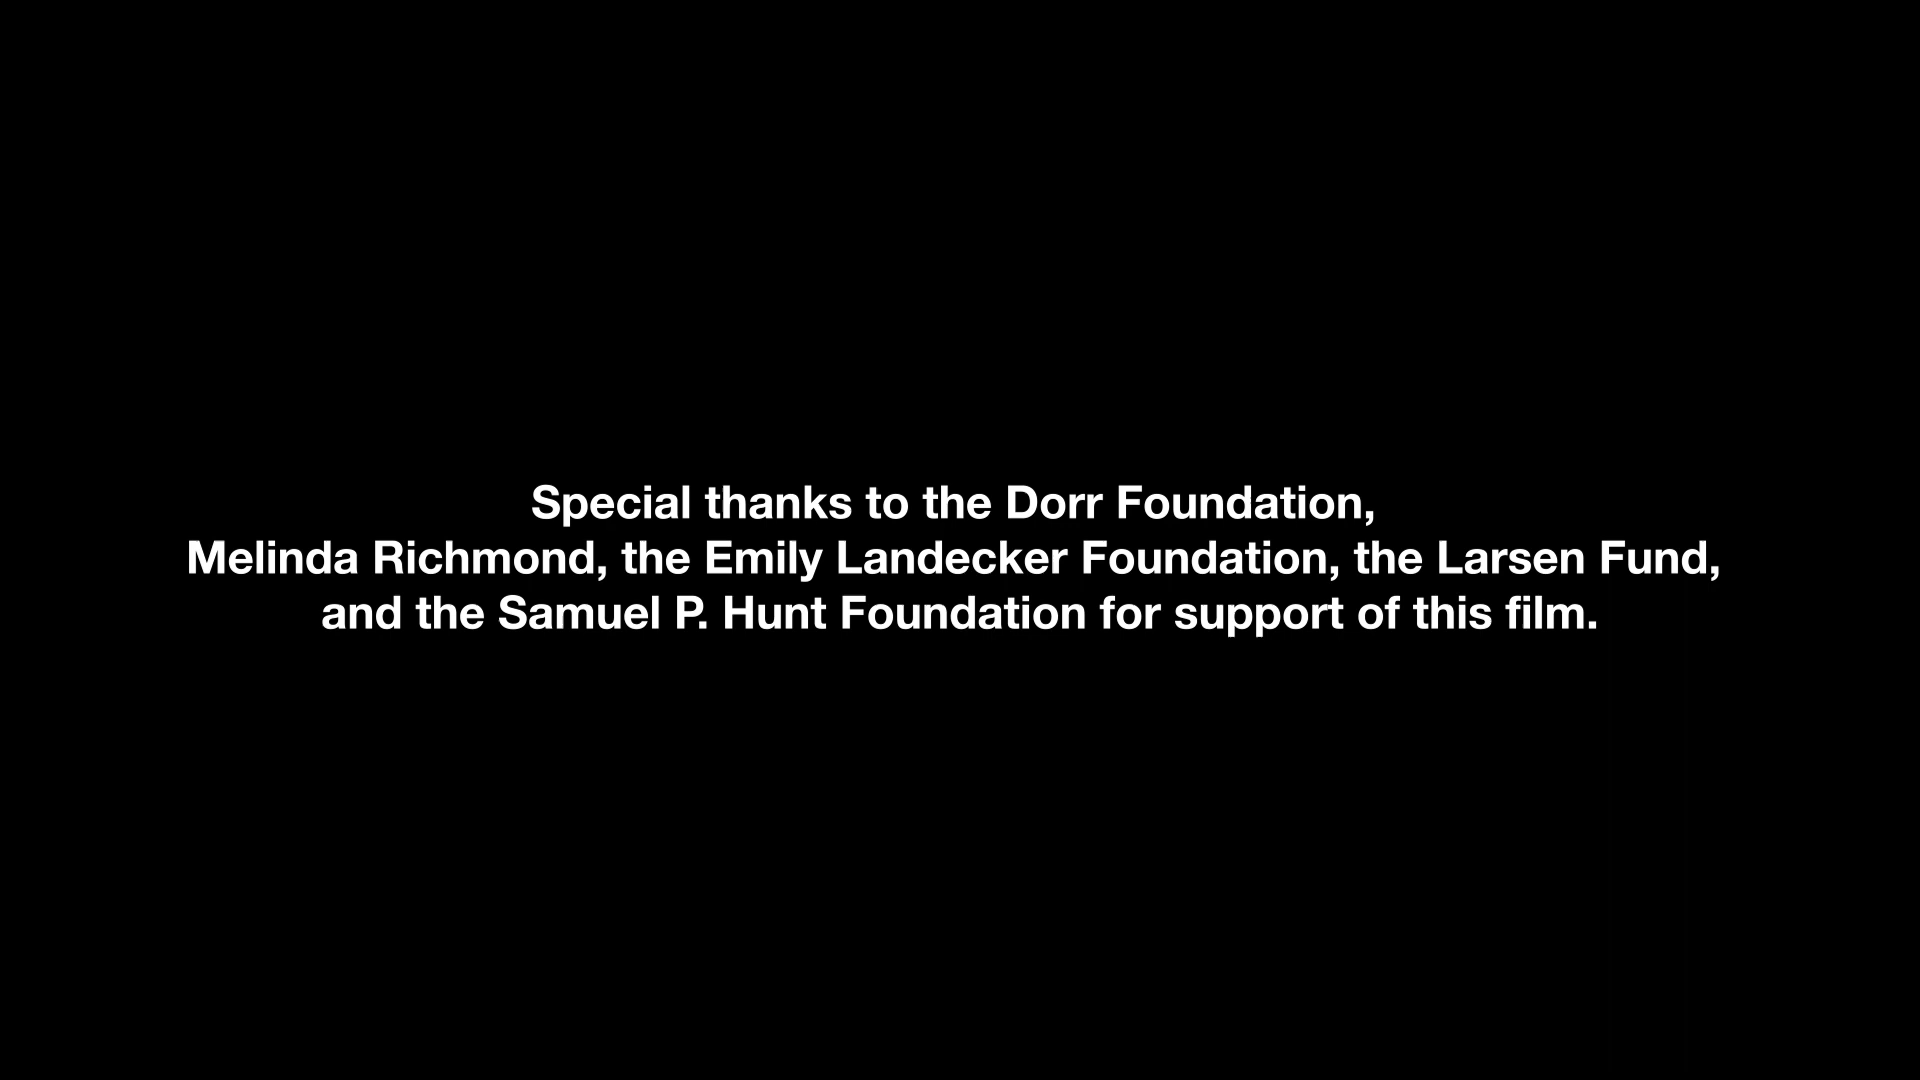 Special thanks to the Dorr Foundation,
Melinda Richmond, the Emily Landecker Foundation, the Larsen Fund,
and the Samuel P. Hunt Foundation for support of this film.